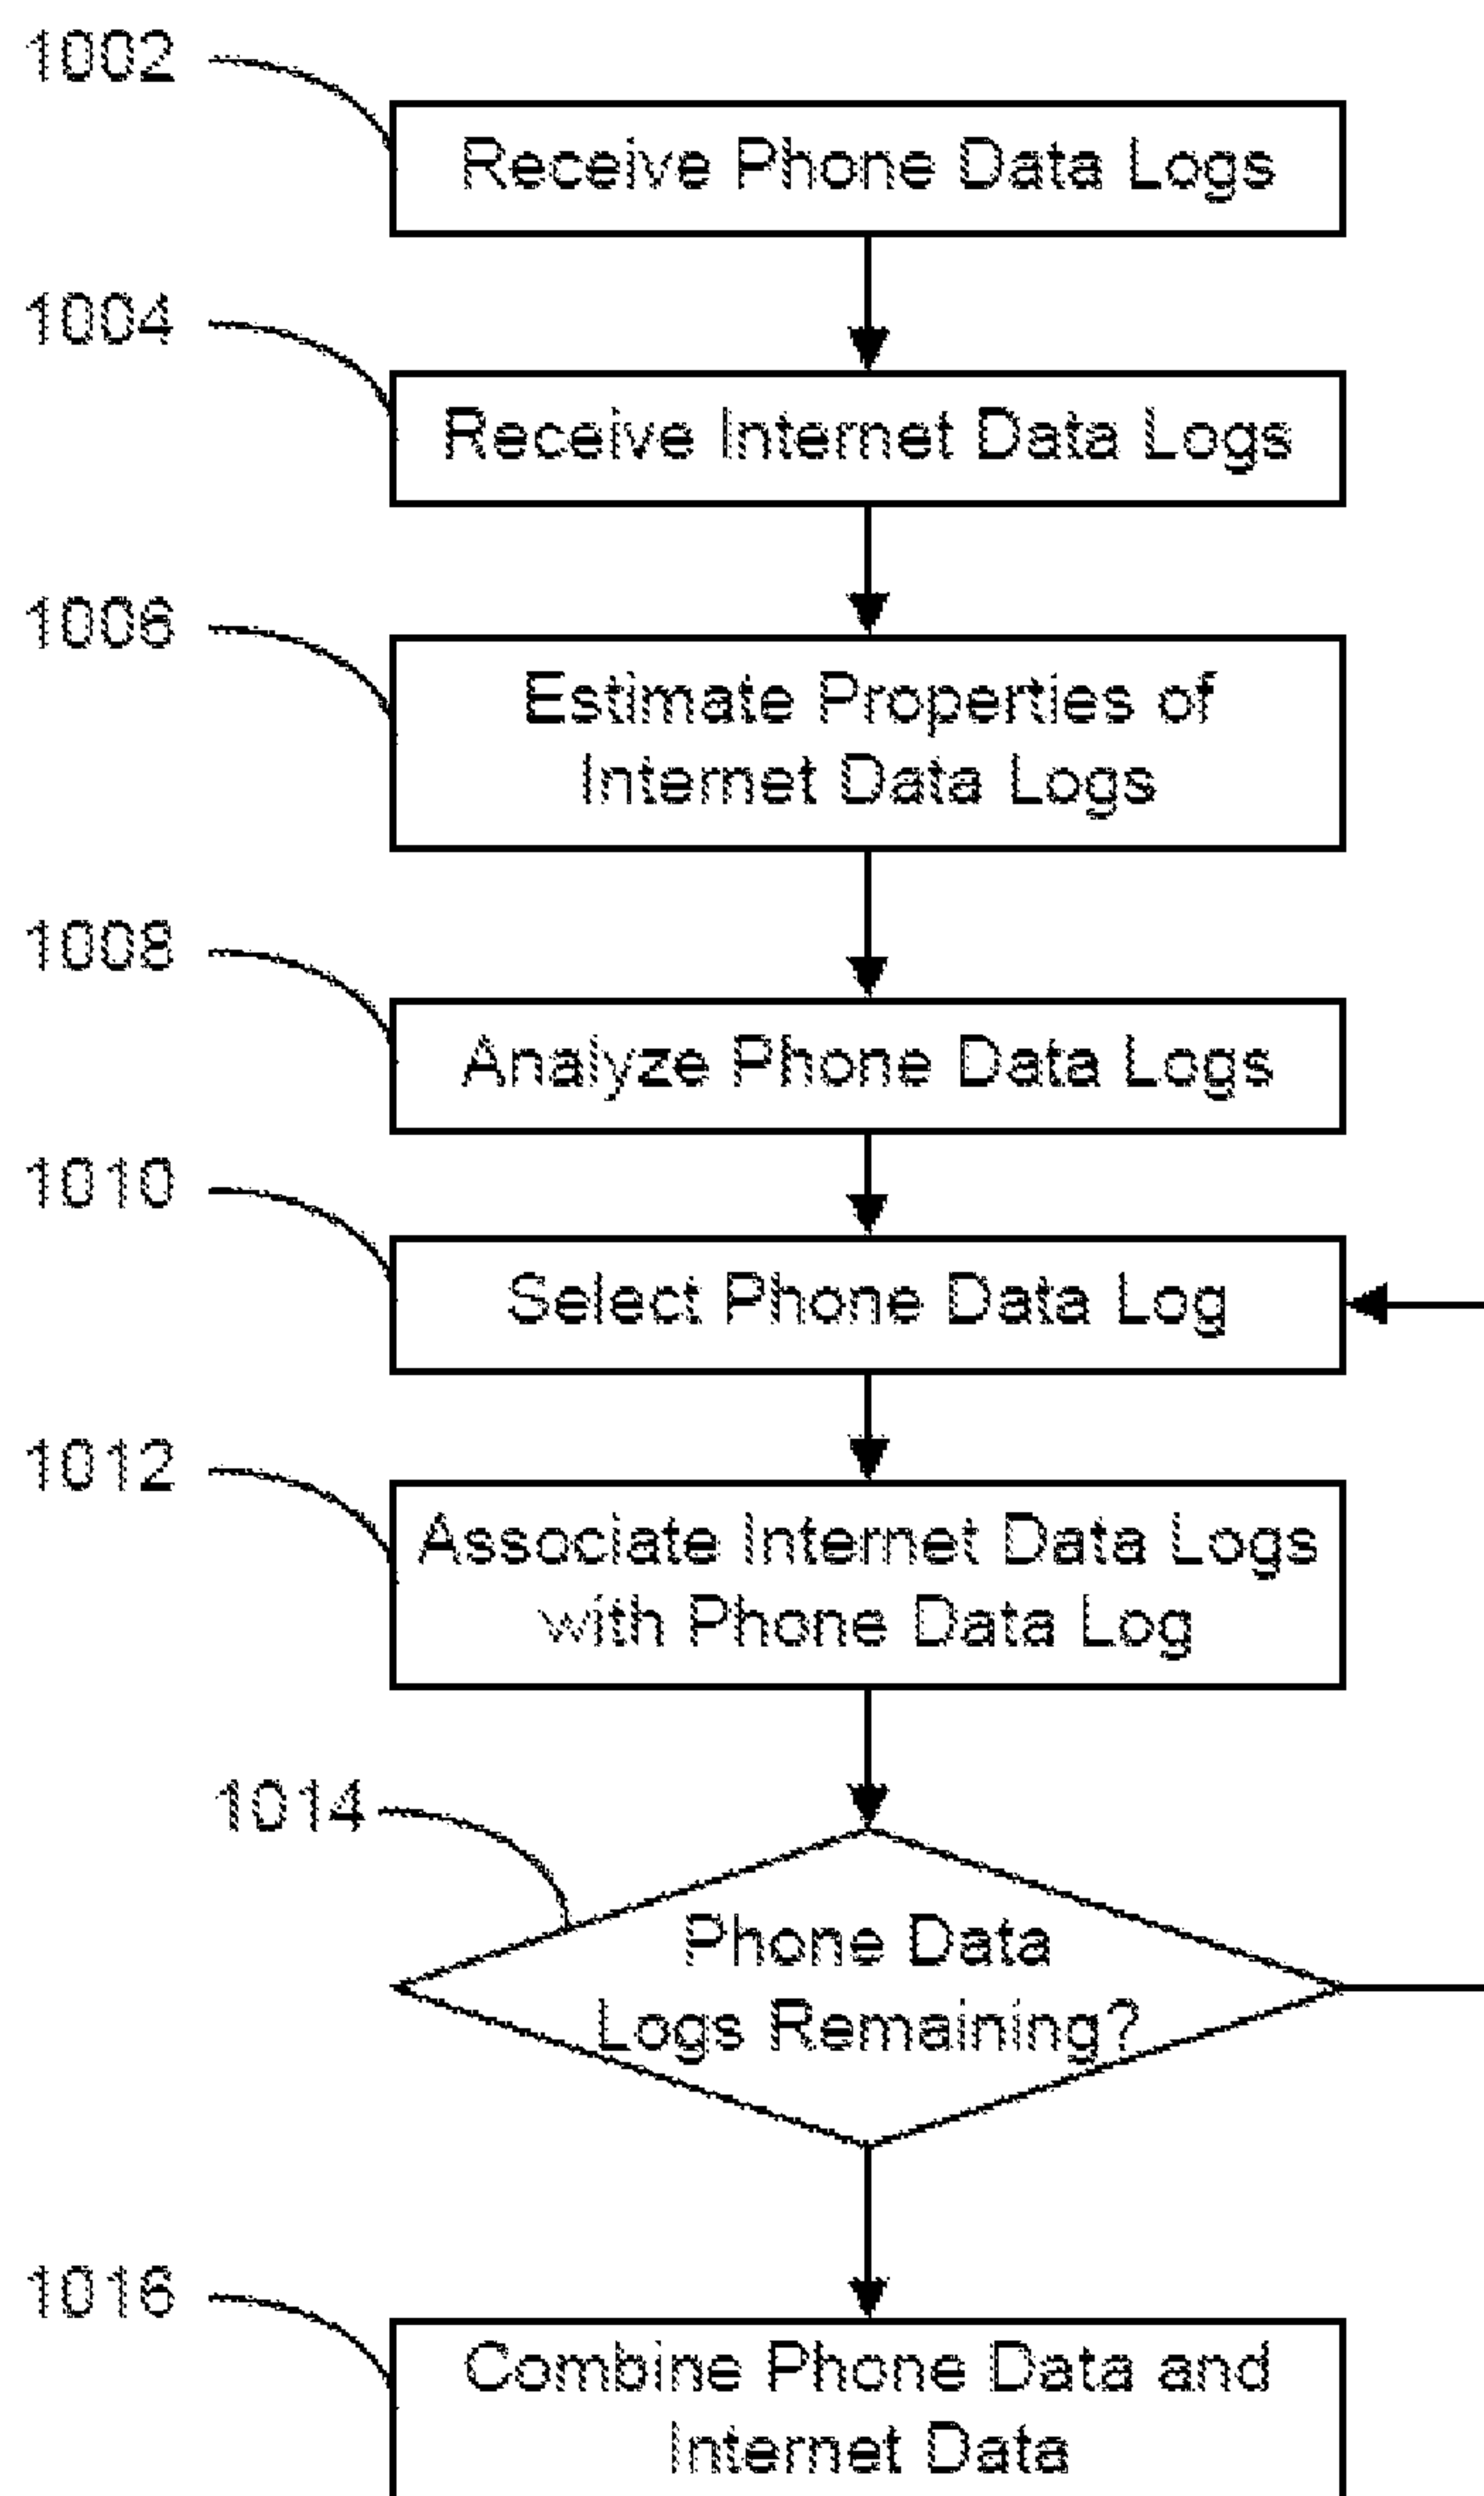 1002
Receive Phone Data Logs
1004
Receive Internet Data Logs
1006
Estimate Properties of
Internet Data Logs
1008
Analyze Phone Data Logs
1010
Select Phone Data Log
1012
Associate Internet Data Logs
with Phone Data Log
1014
Phone Data
Logs Remaining?
1016
Combine Phone Data and
Internet Data